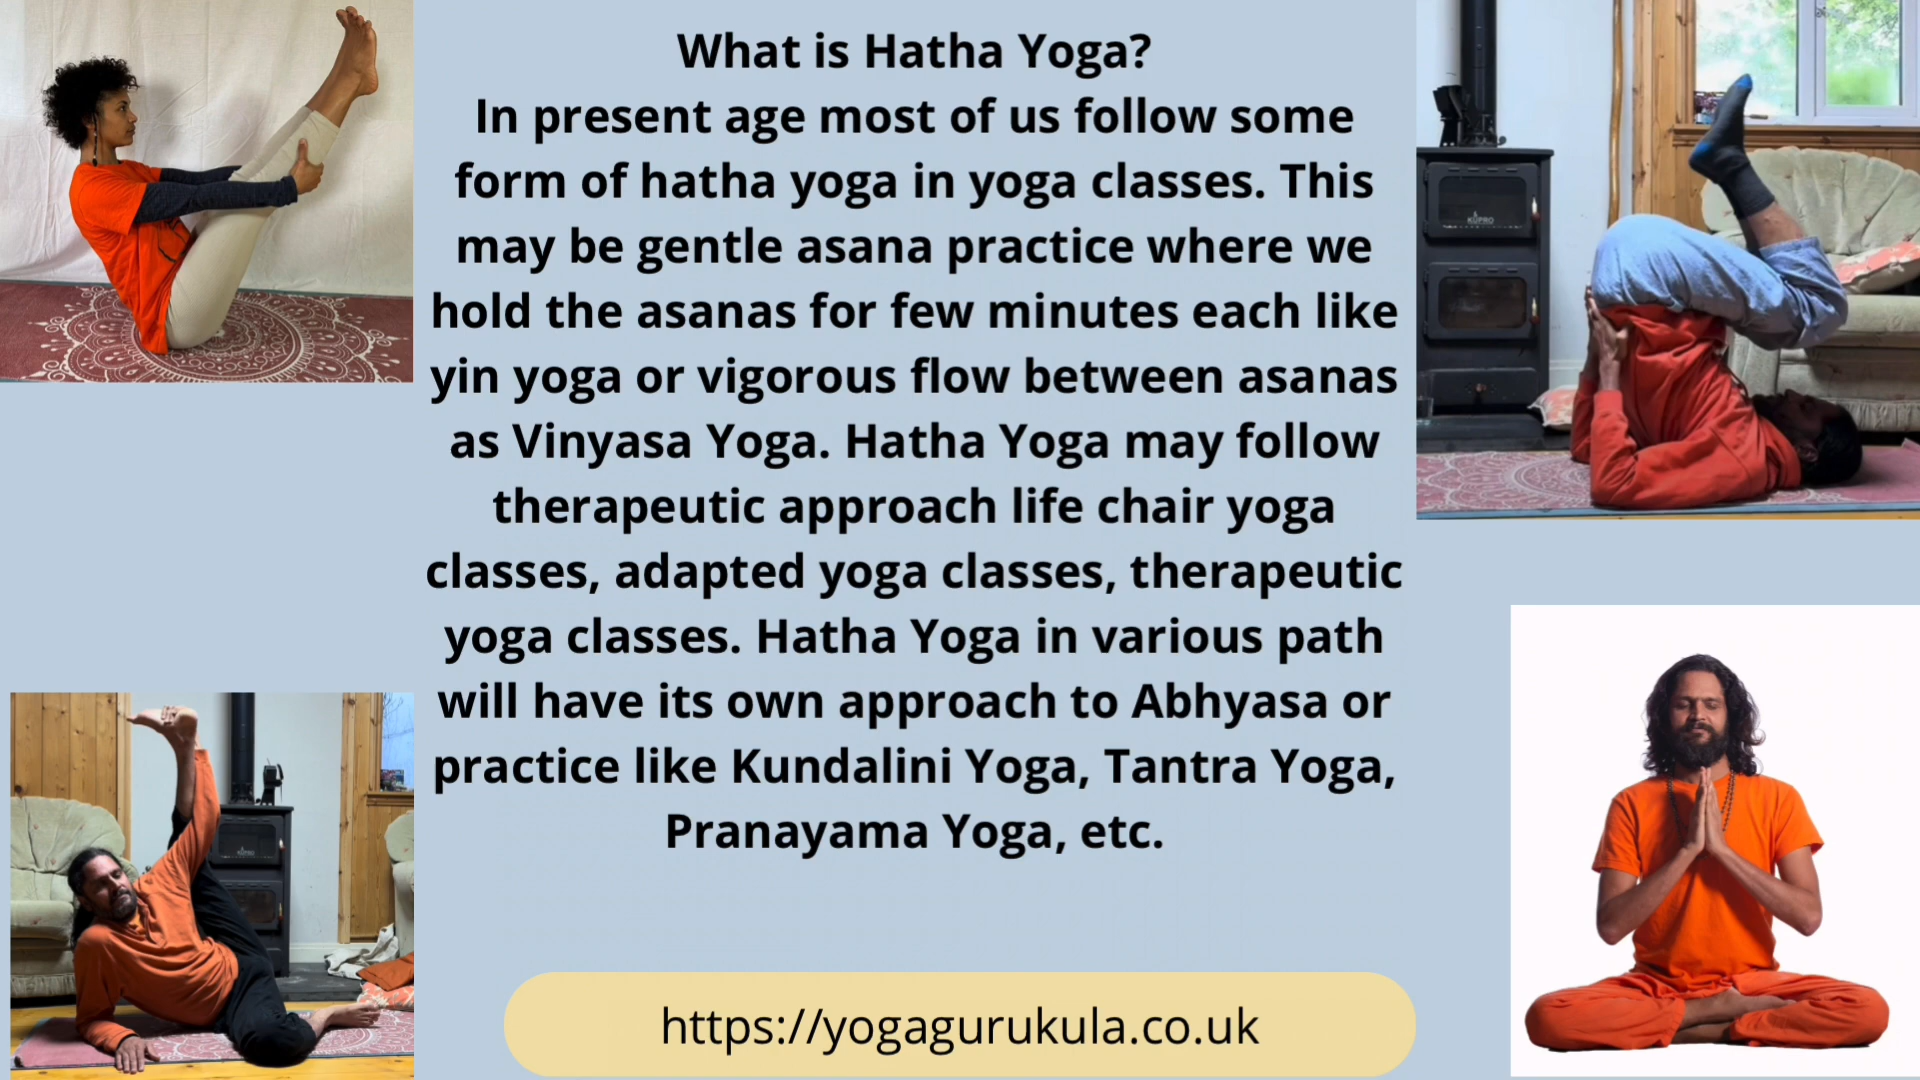 What is Hatha Yoga?
In present age most of us follow some
form of hatha yoga in yoga classes. This
may be gentle asana practice where we
hold the asanas for few minutes each like
yin yoga or vigorous flow between asanas
as Vinyasa Yoga. Hatha Yoga may follow
therapeutic approach life chair yoga
classes, adapted yoga classes, therapeutic
yoga classes. Hatha Yoga in various path
will have its own approach to Abhyasa or
practice like Kundalini Yoga, Tantra Yoga,
Pranayama Yoga, etc.
https://yogagurukula.co.uk
KUPRO
KUPRO